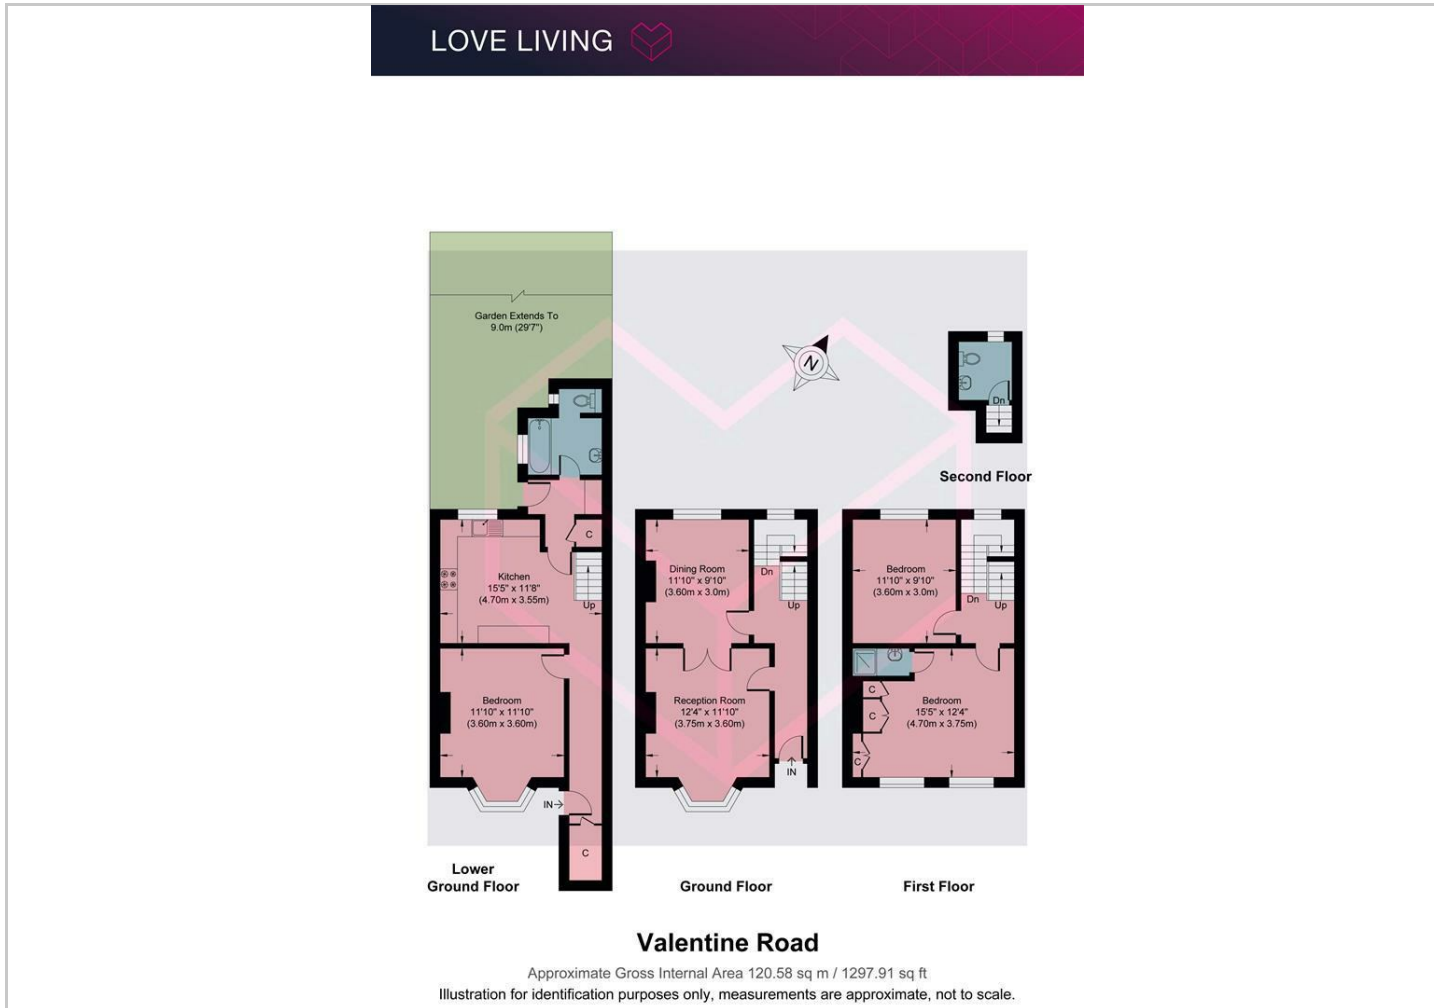 LOVE LIVING
Garden Extends To
9.0m (29'7")
N
Dn
Second Floor
C
Kitchen
15'5" x 11'8"
(4.70m x 3.55m)
Up
Bedroom
11'10" x 11'10"
(3.60m x 3.60m)
IN
C
Lower
Ground Floor
Dining Room
11'10" x 9'10"
(3.60m x 3.0m)
Dn
Up
Reception Room
12'4" x 11'10"
(3.75m x 3.60m)
IN
Ground Floor
Bedroom
11'10" x 9'10"
(3.60m x 3.0m)
Dn
Up
C
C
C
Bedroom
15'5" x 12'4"
(4.70m x 3.75m)
First Floor
Valentine Road
Approximate Gross Internal Area 120.58 sq m / 1297.91 sq ft
Illustration for identification purposes only, measurements are approximate, not to scale.